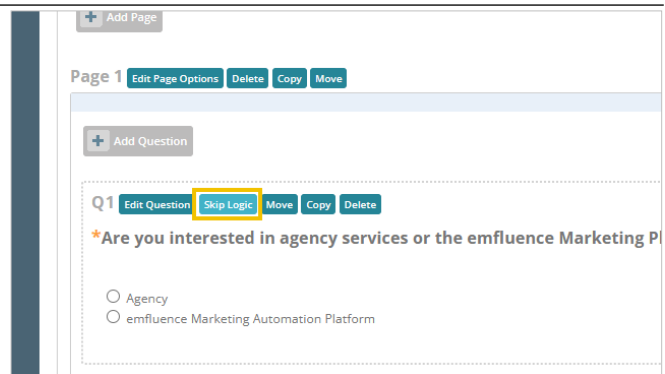 + Add Page
Page 1 Edit Page Options Delete Copy Move
+ Add Question
Q1 Edit Question Skip Logic Move Copy Delete
*Are you interested in agency services or the emfluence Marketing
Agency
emfluence Marketing Automation Platform